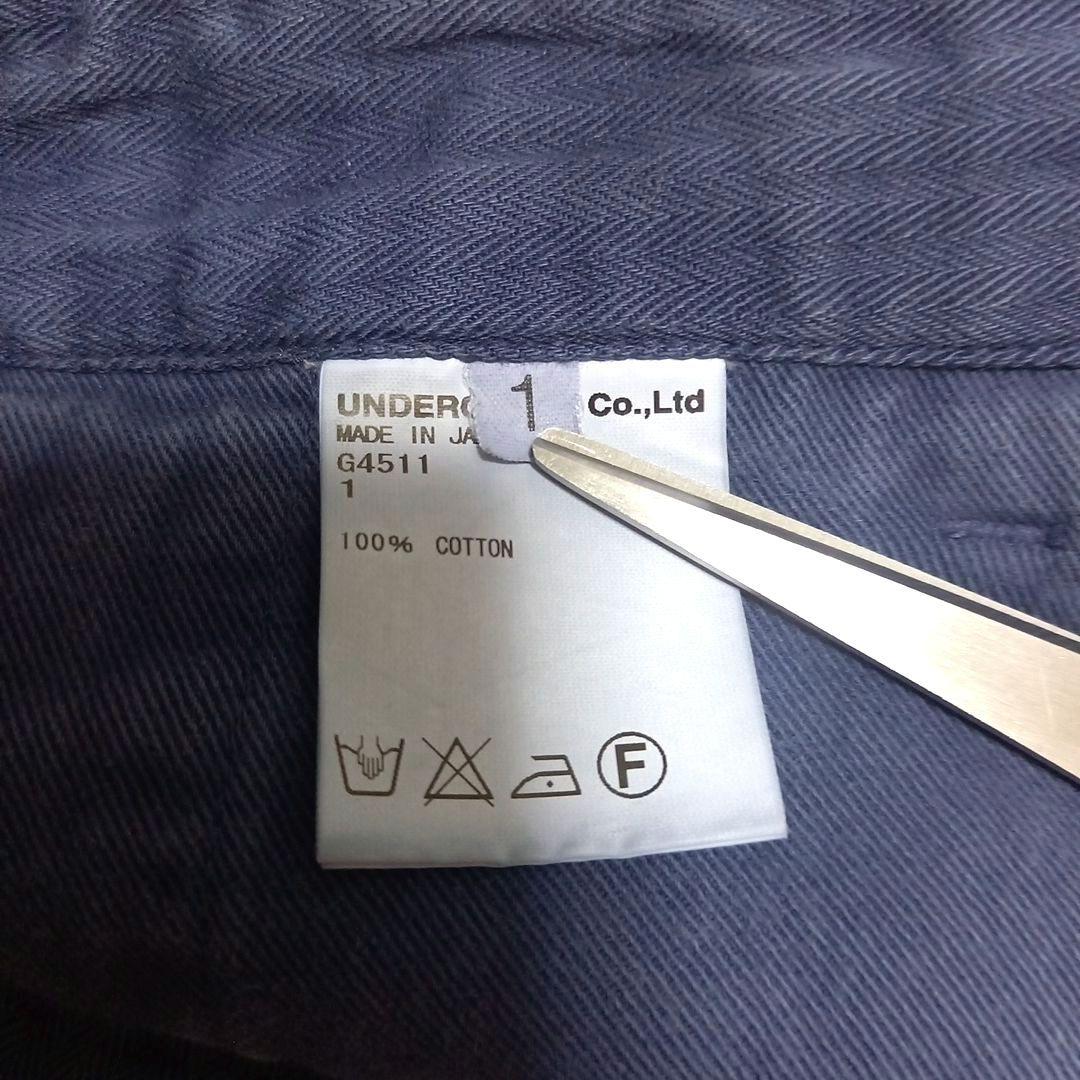 UNDERC Co.,Ltd
1
MADE IN JA
G4511
1
100% COTTON
F